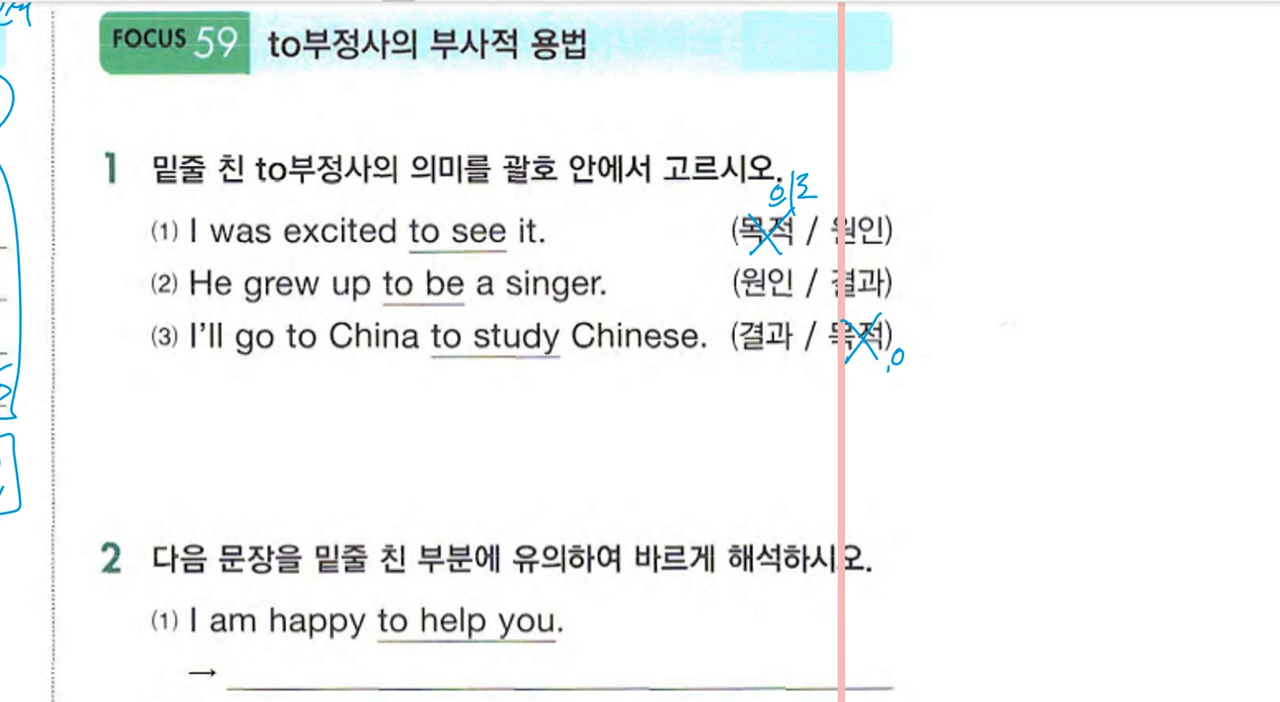 FOCUS 59 to부정사의 부사적 용법
1 밑줄 친 to부정사의 의미를 괄호 안에서 고르시오.
(1) I was excited to see it. (목적 / 원인)
(2) He grew up to be a singer. (원인 / 결과)
(3) I'll go to China to study Chinese. (결과 / 목적)
2 다음 문장을 밑줄 친 부분에 유의하여 바르게 해석하시오.
(1) I am happy to help you.
→